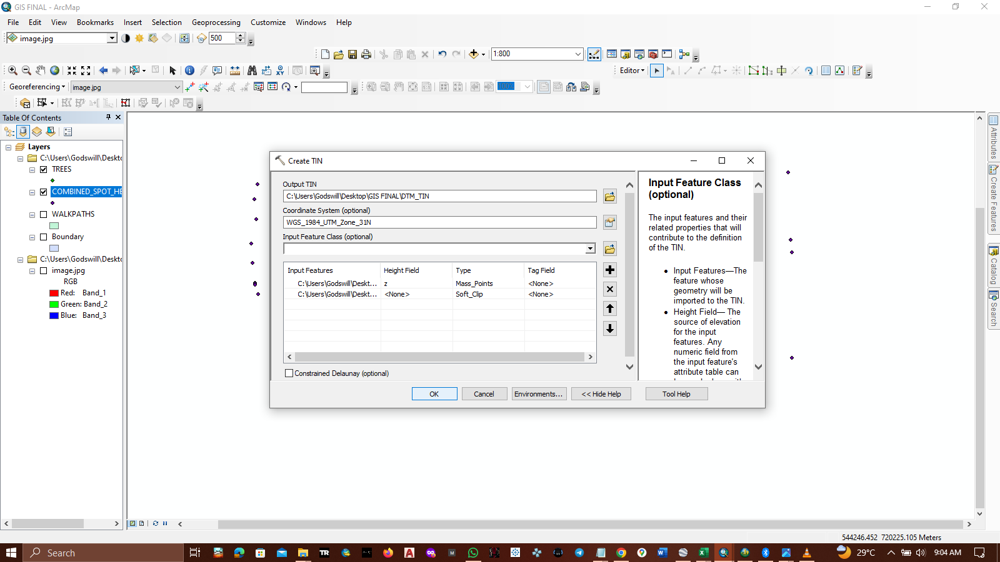 GIS FINAL - ArcMap
File Edit View Bookmarks Insert Selection Geoprocessing Customize Windows Help
image.jpg
500
1:800
Editor
Georeferencing
image.jpg
100%
Table Of Contents
Layers
C:\Users\Godswill\Deskto
TREES
COMBINED_SPOT_HE
WALKPATHS
Boundary
C:\Users\Godswill\Deskto
image.jpg
RGB
Red: Band_1
Green: Band_2
Blue: Band_3
Create TIN
Output TIN
C:\Users\Godswill\Desktop\GIS FINAL\DTM_TIN
Coordinate System (optional)
WGS_1984_UTM_Zone_31N
Input Feature Class (optional)
Input Features Height Field Type Tag Field
C:\Users\Godswill\Deskt... z Mass_Points <None>
C:\Users\Godswill\Deskt... <None> Soft_Clip <None>
Constrained Delaunay (optional)
OK Cancel Environments... << Hide Help Tool Help
Input Feature Class
(optional)
The input features and their
related properties that will
contribute to the definition
of the TIN.
• Input Features—The
feature whose
geometry will be
imported to the TIN.
• Height Field— The
source of elevation
for the input
features. Any
numeric field from
the input feature's
attribute table can
Attributes
Create Features
Catalog
Search
544246.452 720225.105 Meters
Search
29°C
9:04 AM